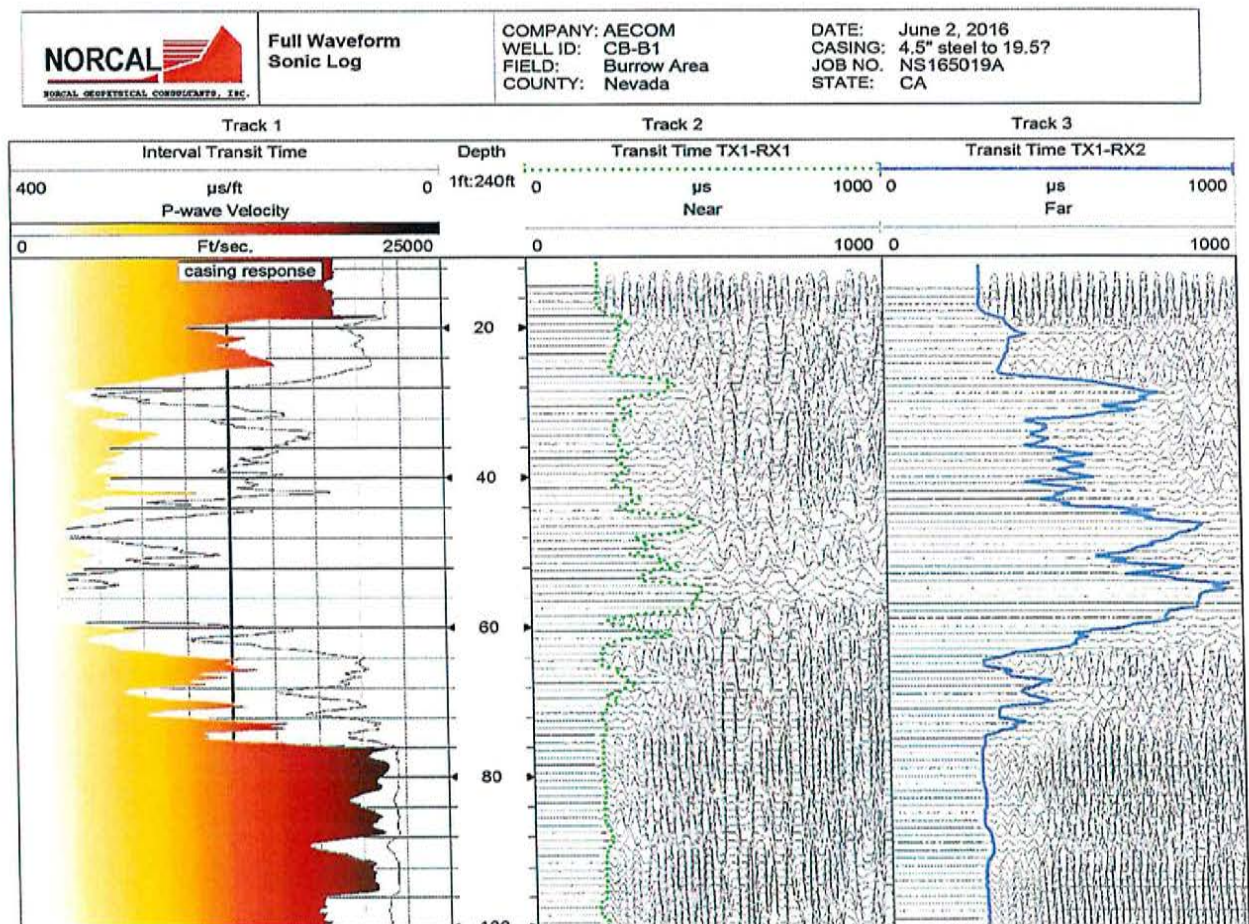 NORCAL
NORCAL GEOPHYSICAL CONSULTANTS, INC.
Full Waveform
Sonic Log
COMPANY: AECOM
WELL ID: CB-B1
FIELD: Burrow Area
COUNTY: Nevada
DATE: June 2, 2016
CASING: 4,5" steel to 19.5?
JOB NO. NS165019A
STATE: CA
Track 1
Track 2
Track 3
Interval Transit Time
Depth
Transit Time TX1-RX1
Transit Time TX1-RX2
400 µs/ft 0
1ft:240ft
0 µs 1000
0 µs 1000
P-wave Velocity
Near
Far
0 Ft/sec. 25000
0 1000
0 1000
casing response
20
40
60
80
100